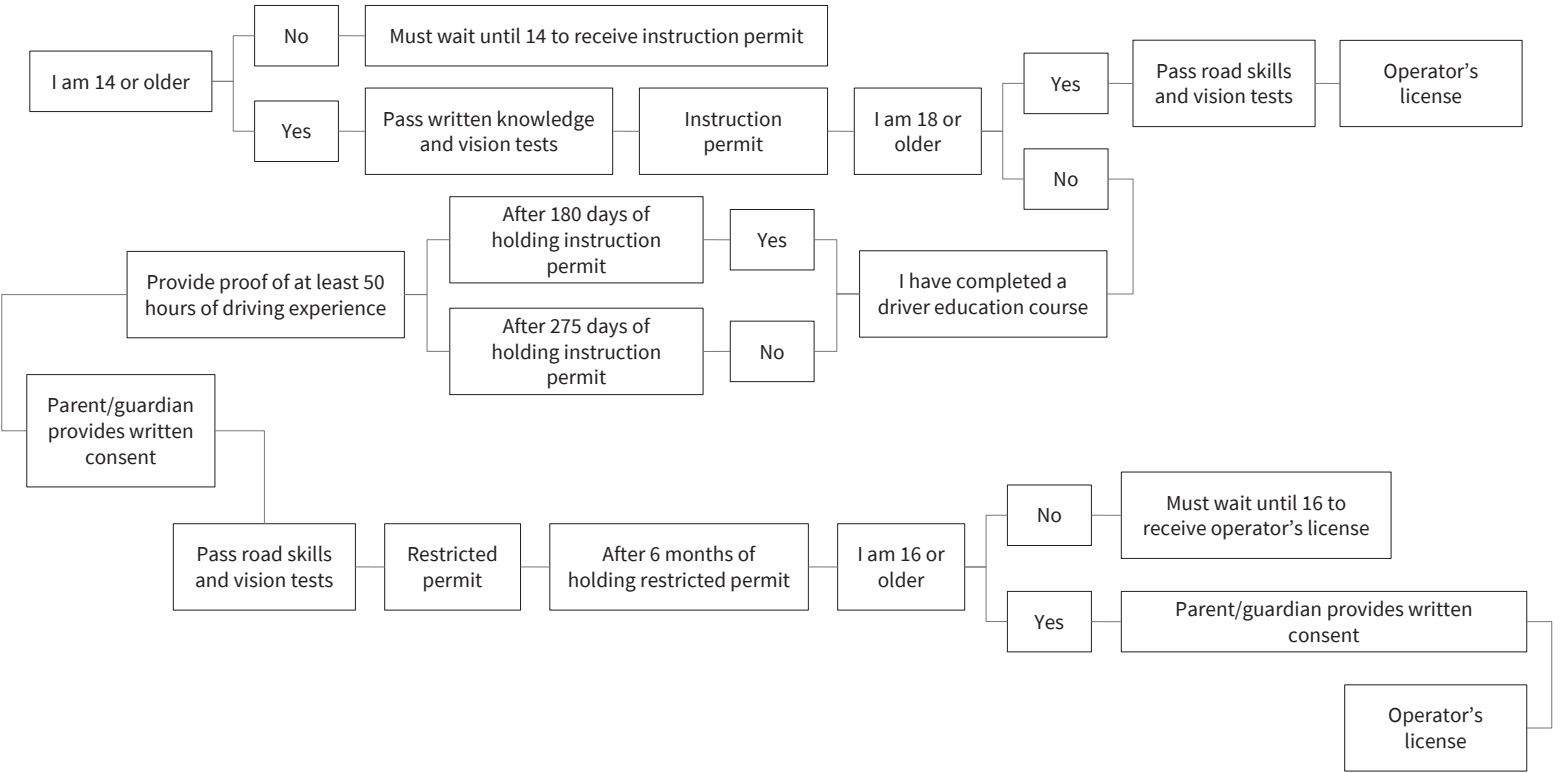 I am 14 or older
No
Must wait until 14 to receive instruction permit
Yes
Pass written knowledge
and vision tests
Instruction
permit
I am 18 or
older
Yes
Pass road skills
and vision tests
Operator’s
license
No
I have completed a
driver education course
Yes
After 180 days of
holding instruction
permit
No
After 275 days of
holding instruction
permit
Provide proof of at least 50
hours of driving experience
Parent/guardian
provides written
consent
Pass road skills
and vision tests
Restricted
permit
After 6 months of
holding restricted permit
I am 16 or
older
No
Must wait until 16 to
receive operator’s license
Yes
Parent/guardian provides written
consent
Operator’s
license